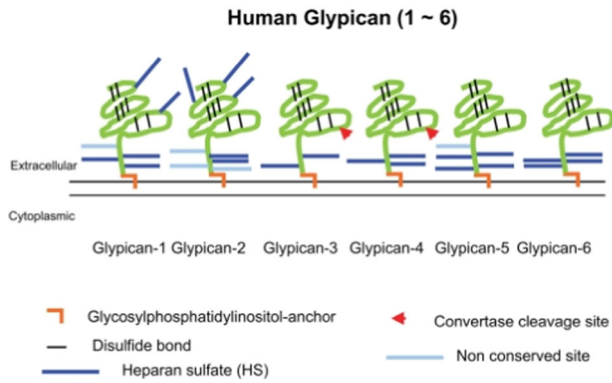 Human Glypican (1 ~ 6)
Extracellular
Cytoplasmic
Glypican-1 Glypican-2 Glypican-3 Glypican-4 Glypican-5 Glypican-6
Glycosylphosphatidylinositol-anchor
Convertase cleavage site
Disulfide bond
Non conserved site
Heparan sulfate (HS)